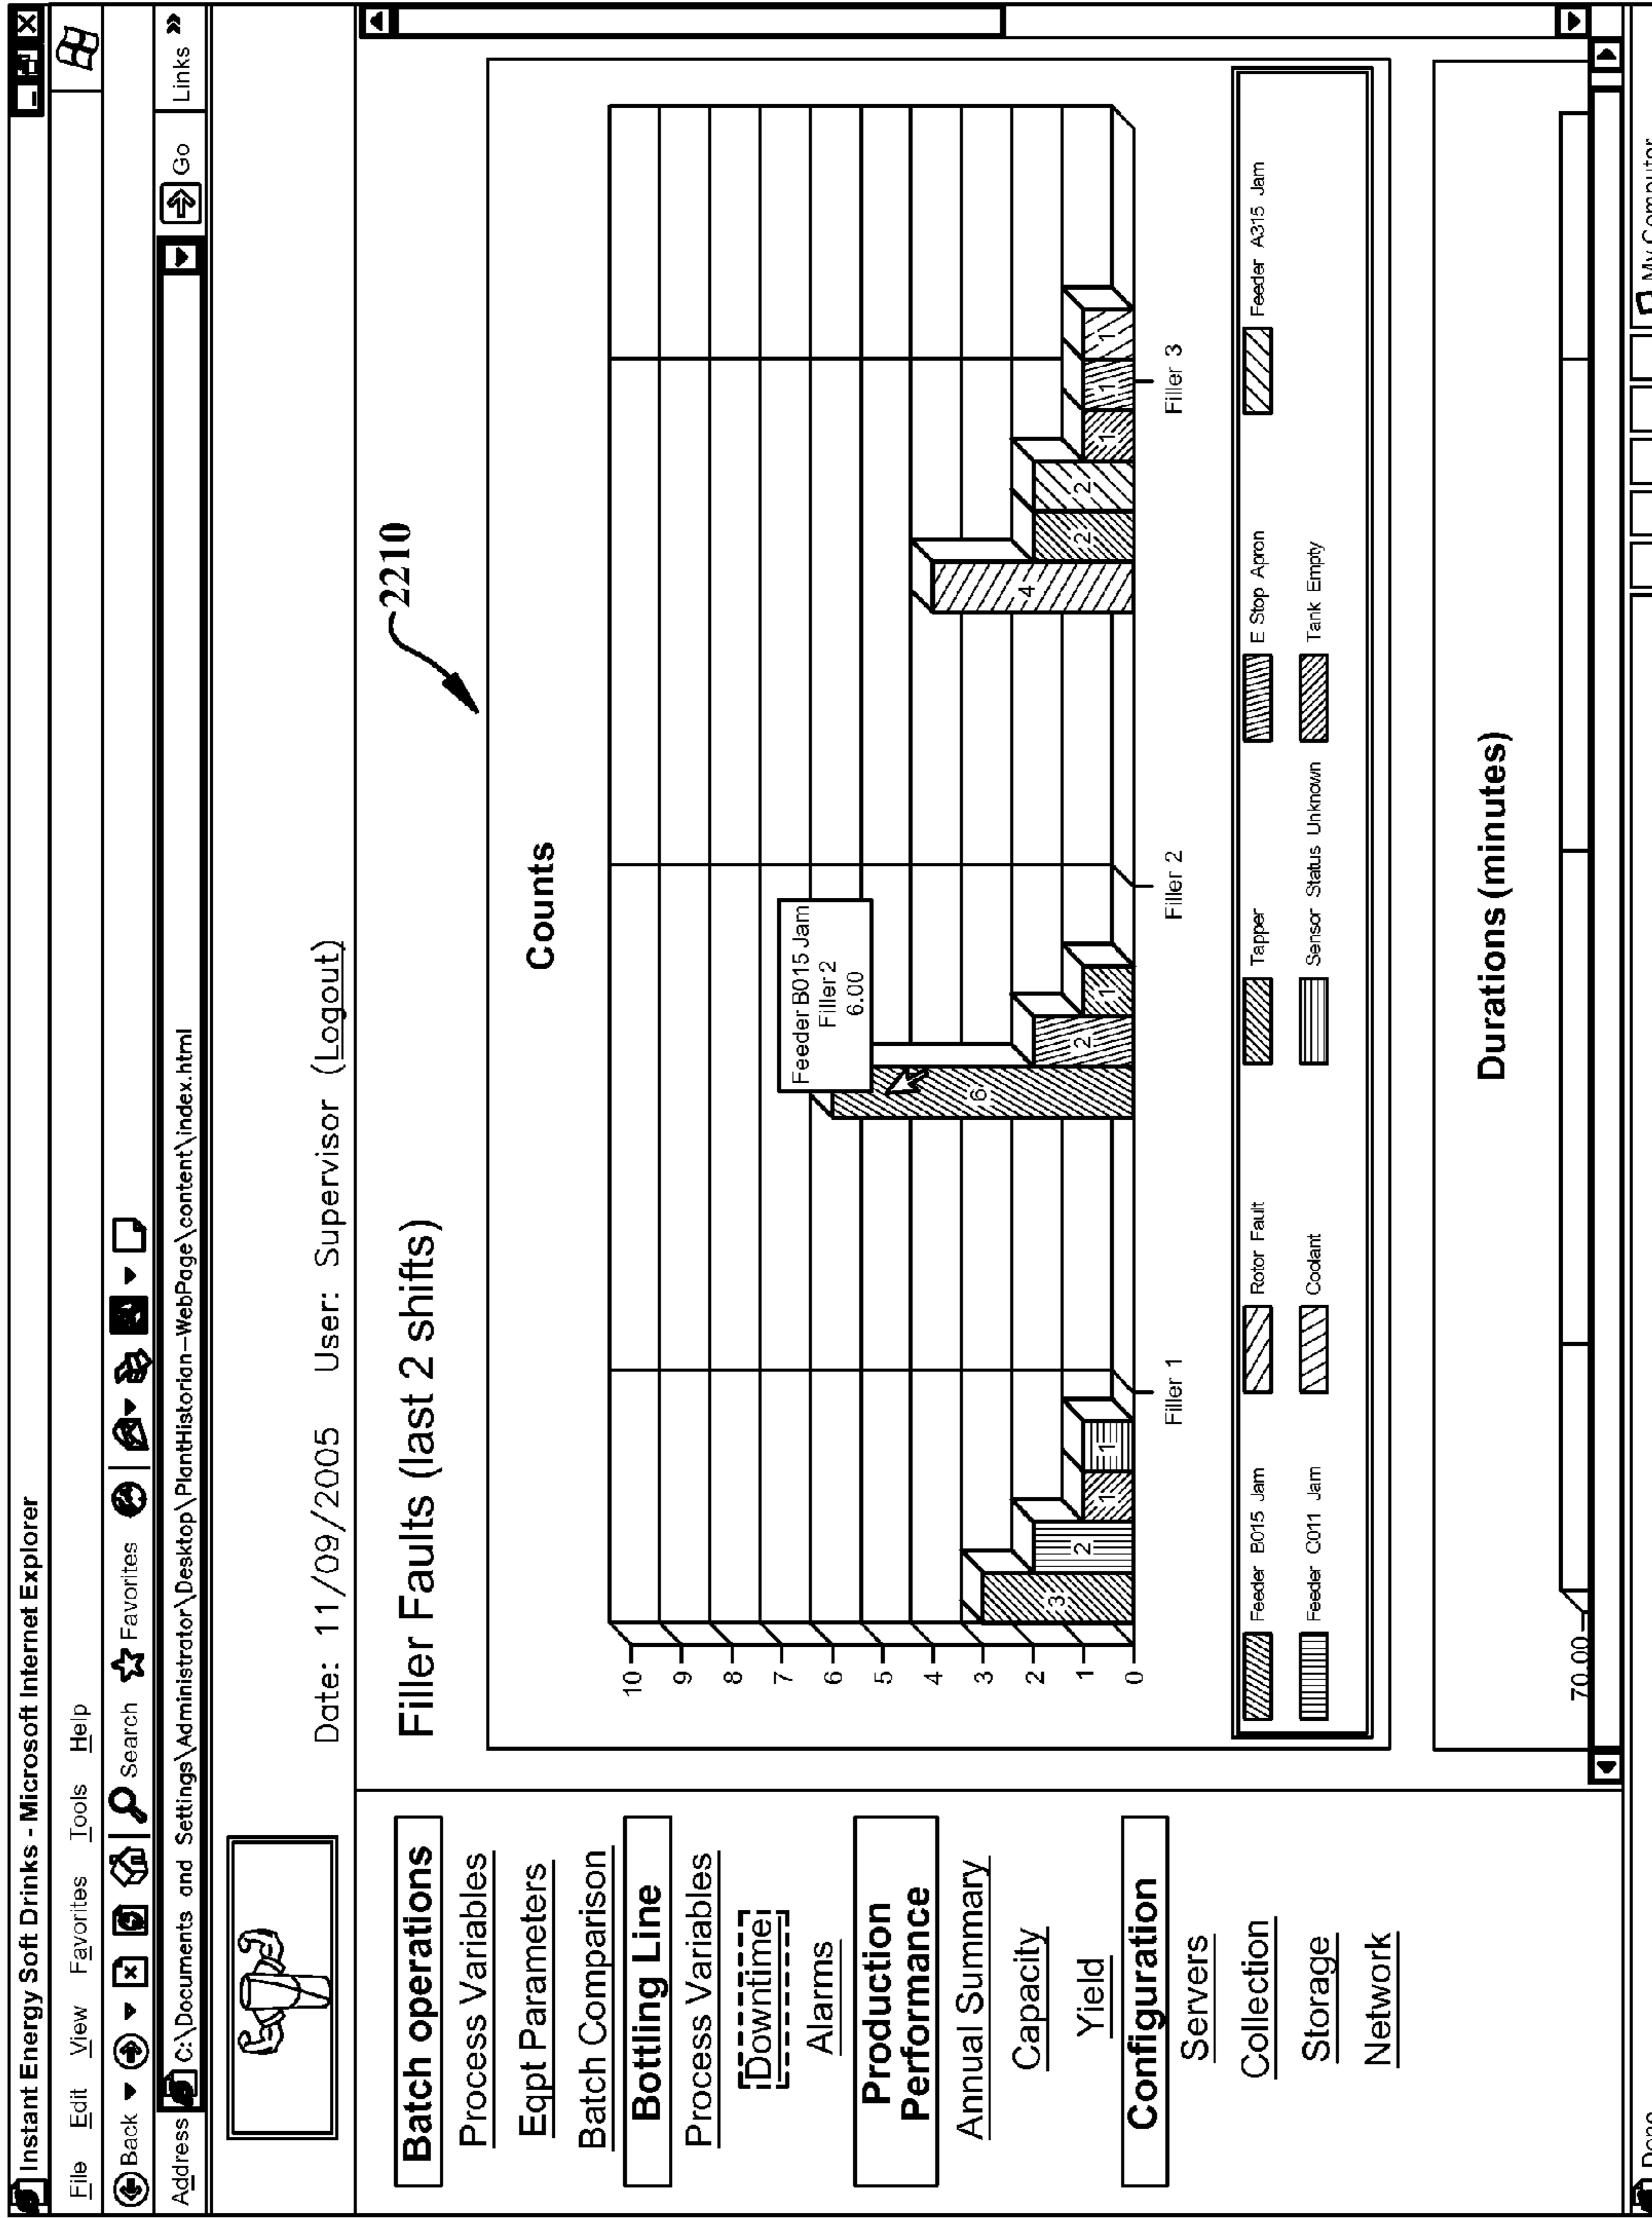 Instant Energy Soft Drinks - Microsoft Internet Explorer
File Edit View Favorites Tools Help
Back Search Favorites
Address C:\Documents and Settings\Administrator\Desktop\PlantHistorian-WebPage\content\index.html Go Links »
Date: 11/09/2005 User: Supervisor (Logout)
Batch operations
Process Variables
Eqpt Parameters
Batch Comparison
Bottling Line
Process Variables
Downtime
Alarms
Production
Performance
Annual Summary
Capacity
Yield
Configuration
Servers
Collection
Storage
Network
Filler Faults (last 2 shifts)
2210
Counts
10
9
8
7
6
5
4
3
2
1
0
Feeder B015 Jam
Filler 2
6.00
3 2 1 1
6 2 1
4 2 2 1 1 1
Filler 1 Filler 2 Filler 3
Feeder B015 Jam Rotor Fault Tapper E Stop Apron Feeder A315 Jam
Feeder C011 Jam Coolant Sensor Status Unknown Tank Empty
Durations (minutes)
70.00
Done My Computer